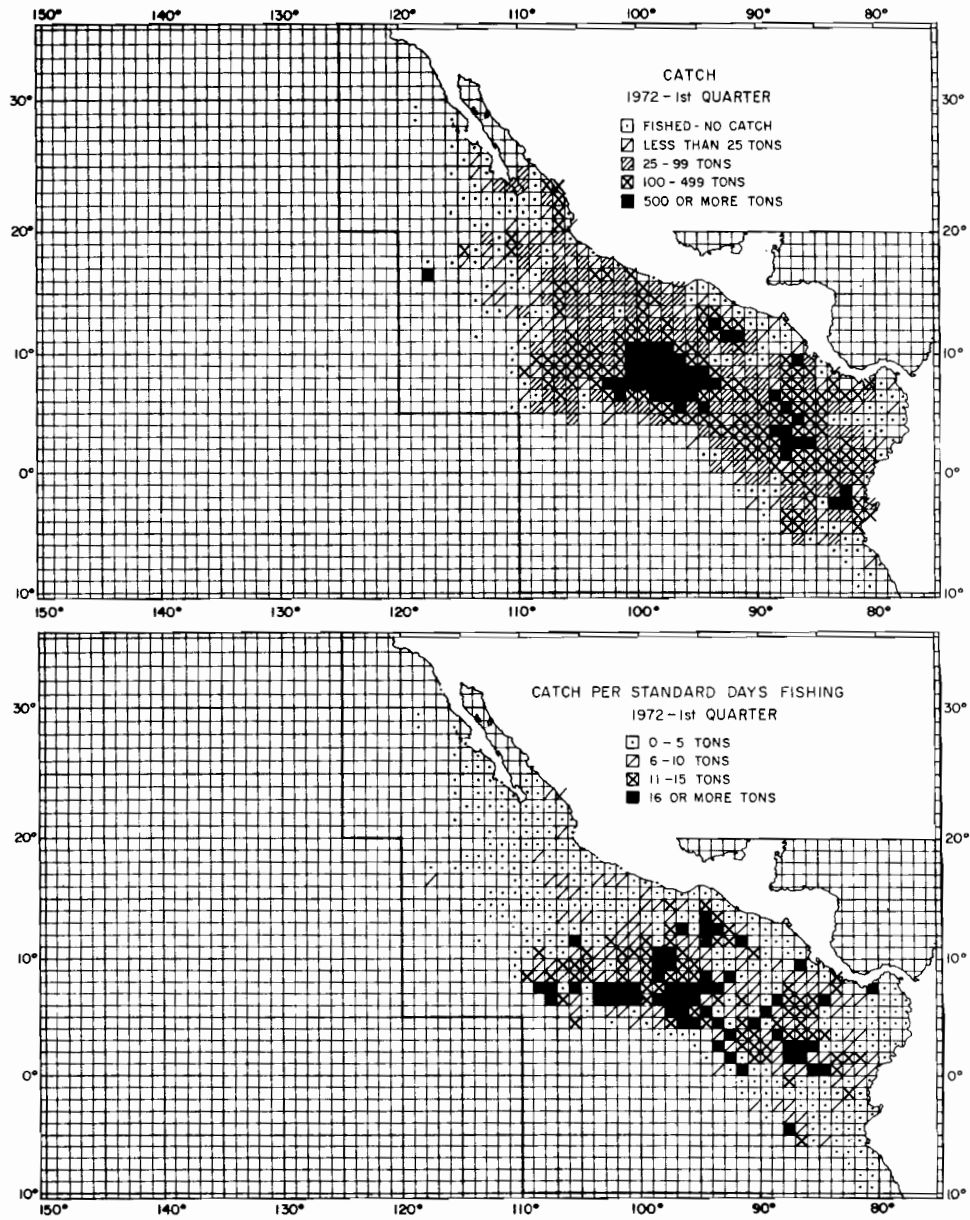 150° 140° 130° 120° 110° 100° 90° 80°
CATCH
1972-1st QUARTER
FISHED-NO CATCH
LESS THAN 25 TONS
25-99 TONS
100-499 TONS
500 OR MORE TONS
30° 30°
20° 20°
10° 10°
0° 0°
10° 10°
150° 140° 130° 120° 110° 100° 90° 80°
CATCH PER STANDARD DAYS FISHING
1972-1st QUARTER
0-5 TONS
6-10 TONS
11-15 TONS
16 OR MORE TONS
30° 30°
20° 20°
10° 10°
0° 0°
10° 10°
150° 140° 130° 120° 110° 100° 90° 80°